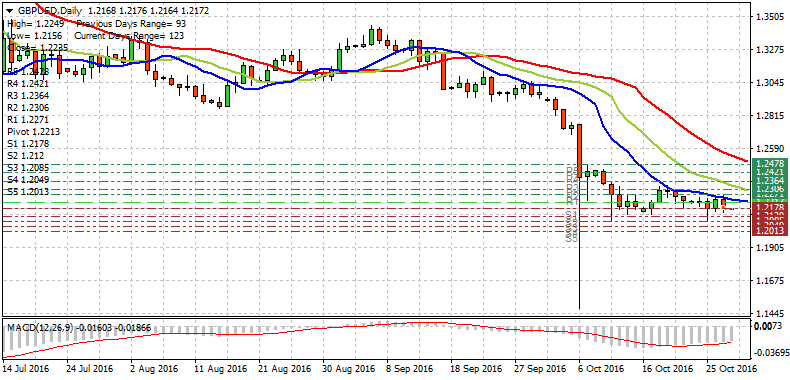 GBPUSD,Daily 1.2168 1.2176 1.2164 1.2172
High= 1.2249 Previous Days Range= 93
Low= 1.2156 Current Days Range= 123
Close= 1.2235
R5 1.2478
R4 1.2421
R3 1.2364
R2 1.2306
R1 1.2271
Pivot 1.2213
S1 1.2178
S2 1.212
S3 1.2085
S4 1.2049
S5 1.2013
1.3505
1.3275
1.3045
1.2815
1.2590
1.2478
1.2421
1.2364
1.2306
1.2178
1.2013
1.1905
1.1675
1.1445
MACD(12,26,9) -0.01603 -0.01866
-0.03695
14 Jul 2016 24 Jul 2016 2 Aug 2016 11 Aug 2016 21 Aug 2016 30 Aug 2016 8 Sep 2016 18 Sep 2016 27 Sep 2016 6 Oct 2016 16 Oct 2016 25 Oct 2016